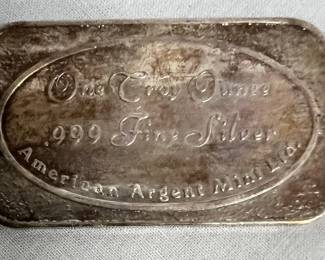 One Troy Ounce
.999 Fine Silver
American Argent Mint Ltd.